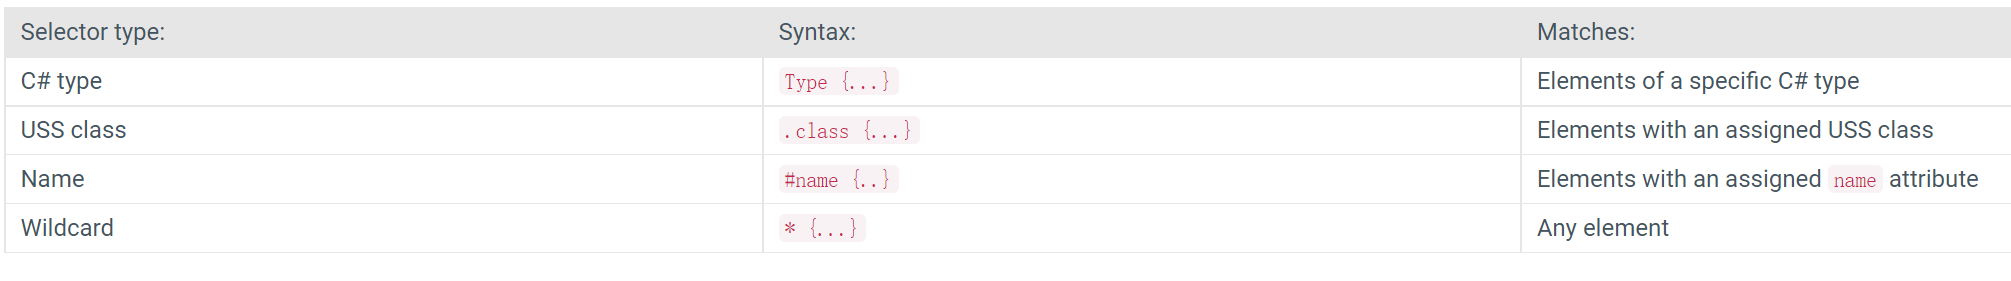 Selector type: Syntax: Matches:
C# type Type {...} Elements of a specific C# type
USS class .class {...} Elements with an assigned USS class
Name #name {..} Elements with an assigned name attribute
Wildcard * {...} Any element